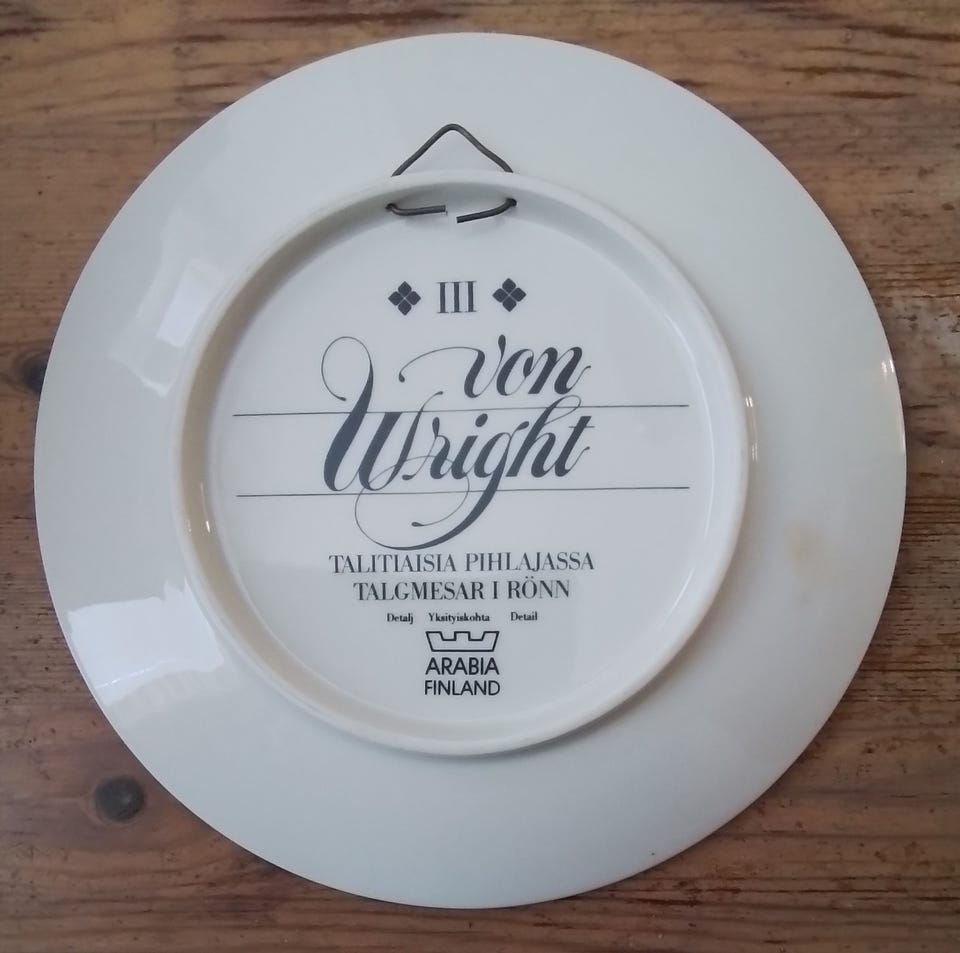 III
von
Wright
TALITIAISIA PIHLAJASSA
TALGMESAR I RÖNN
Detalj Yksityiskohta Detail
ARABIA
FINLAND